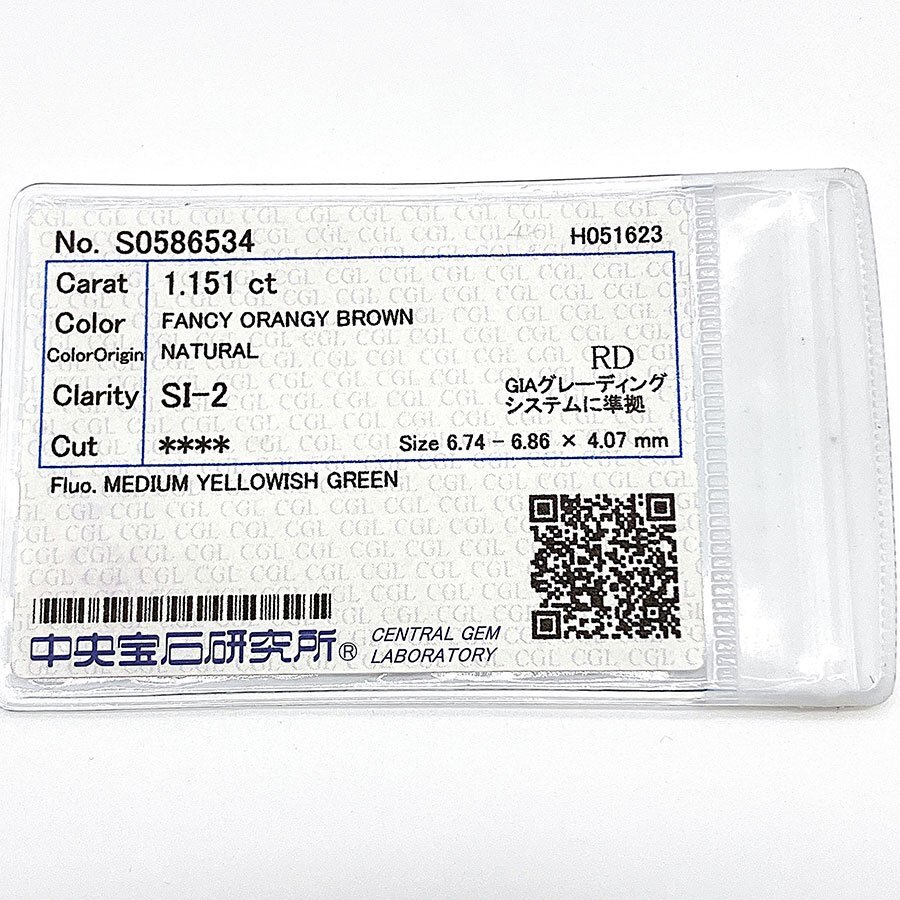 No. S0586534 H051623
Carat 1.151 ct
Color FANCY ORANGY BROWN
ColorOrigin NATURAL
RD
Clarity SI-2
GIAグレーディング
システムに準拠
Cut **** Size 6.74 - 6.86 × 4.07 mm
Fluo. MEDIUM YELLOWISH GREEN
中央宝石研究所® CENTRAL GEM
LABORATORY